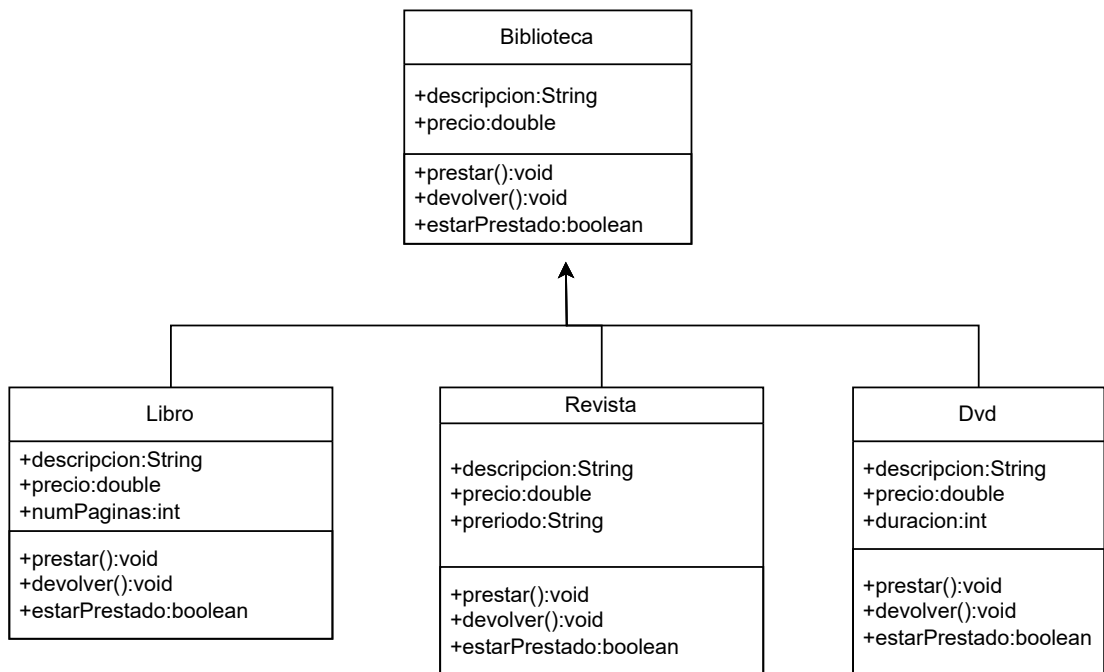 Biblioteca
+descripcion:String
+precio:double
+prestar():void
+devolver():void
+estarPrestado:boolean
Libro
+descripcion:String
+precio:double
+numPaginas:int
+prestar():void
+devolver():void
+estarPrestado:boolean
Revista
+descripcion:String
+precio:double
+preriodo:String
+prestar():void
+devolver():void
+estarPrestado:boolean
Dvd
+descripcion:String
+precio:double
+duracion:int
+prestar():void
+devolver():void
+estarPrestado:boolean